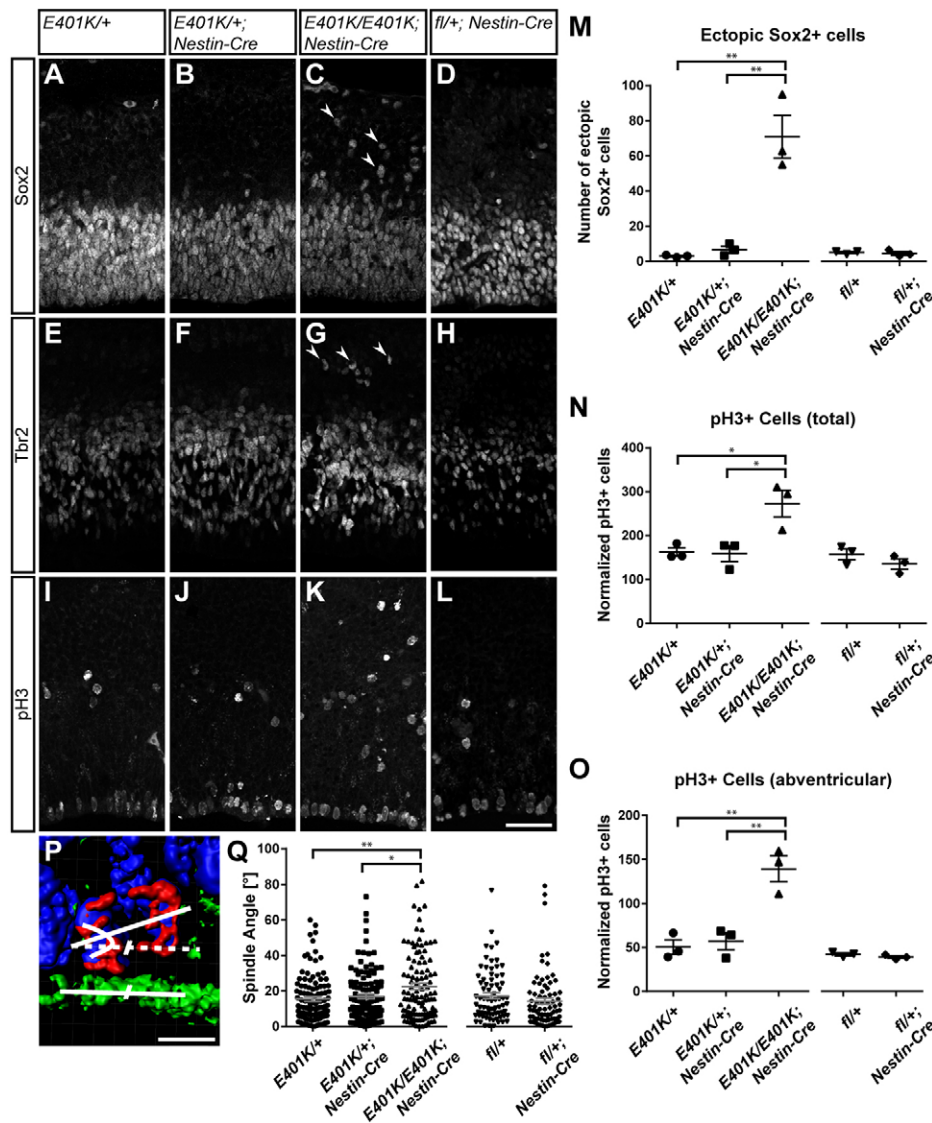 E401K/+
E401K/+;
Nestin-Cre
E401K/E401K;
Nestin-Cre
fl/+; Nestin-Cre
Sox2
A
B
C
D
Tbr2
E
F
G
H
pH3
I
J
K
L
M
Ectopic Sox2+ cells
**
**
Number of ectopic
Sox2+ cells
100
80
60
40
20
0
E401K/+
E401K/+;
Nestin-Cre
E401K/E401K;
Nestin-Cre
fl/+
fl/+;
Nestin-Cre
N
pH3+ Cells (total)
*
*
Normalized pH3+ cells
400
300
200
100
0
E401K/+
E401K/+;
Nestin-Cre
E401K/E401K;
Nestin-Cre
fl/+
fl/+;
Nestin-Cre
O
pH3+ Cells (abventricular)
**
**
Normalized pH3+ cells
200
150
100
50
0
E401K/+
E401K/+;
Nestin-Cre
E401K/E401K;
Nestin-Cre
fl/+
fl/+;
Nestin-Cre
P
Q
**
*
Spindle Angle [°]
100
80
60
40
20
0
E401K/+
E401K/+;
Nestin-Cre
E401K/E401K;
Nestin-Cre
fl/+
fl/+;
Nestin-Cre